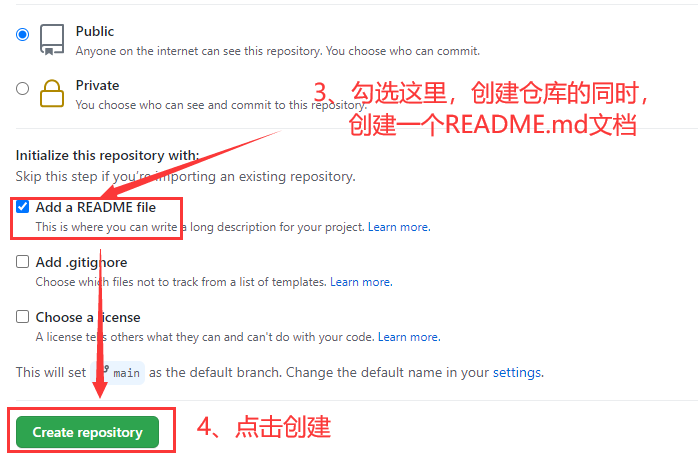 Public
Anyone on the internet can see this repository. You choose who can commit.
Private
You choose who can see and commit to this repository.
3、勾选这里，创建仓库的同时，
创建一个README.md文档
Initialize this repository with:
Skip this step if you're importing an existing repository.
Add a README file
This is where you can write a long description for your project. Learn more.
Add .gitignore
Choose which files not to track from a list of templates. Learn more.
Choose a license
A license tells others what they can and can't do with your code. Learn more.
This will set main as the default branch. Change the default name in your settings.
Create repository
4、点击创建